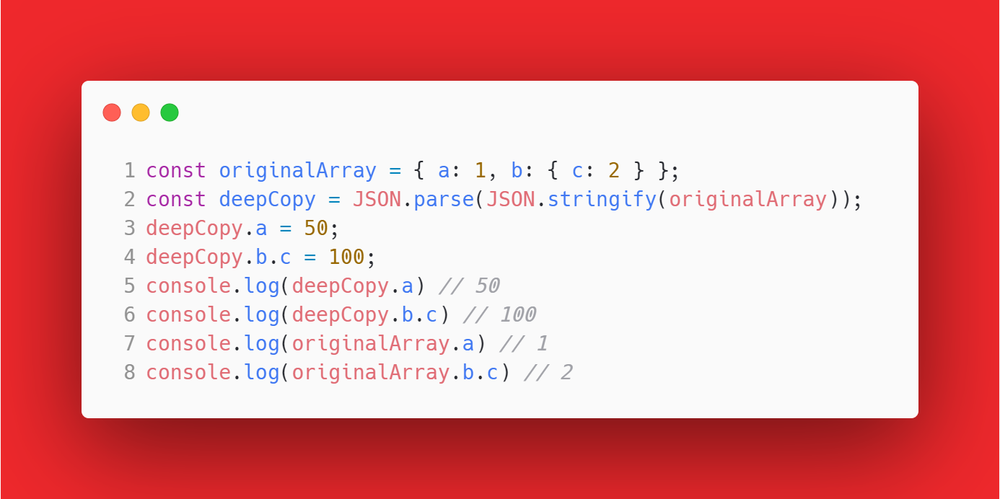 1 const originalArray = { a: 1, b: { c: 2 } };
2 const deepCopy = JSON.parse(JSON.stringify(originalArray));
3 deepCopy.a = 50;
4 deepCopy.b.c = 100;
5 console.log(deepCopy.a) // 50
6 console.log(deepCopy.b.c) // 100
7 console.log(originalArray.a) // 1
8 console.log(originalArray.b.c) // 2